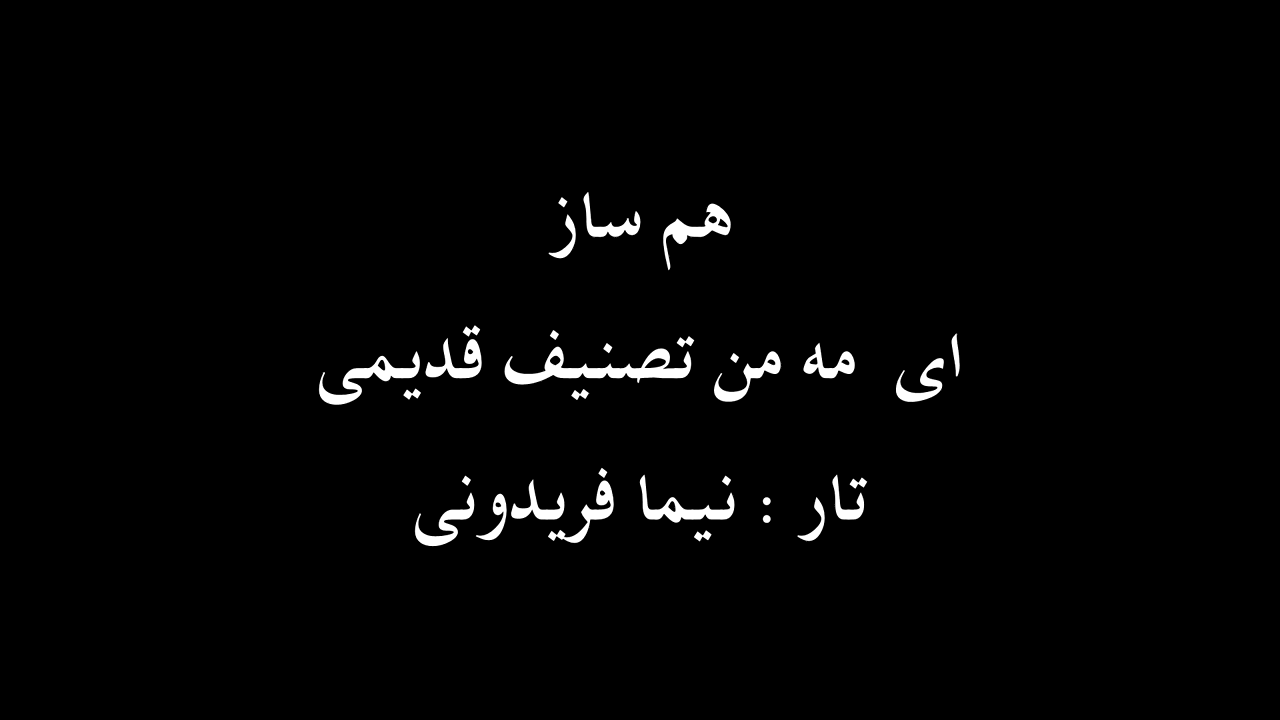 هم ساز
ای  مه من تصنیف قدیمی
تار : نیما فریدونی